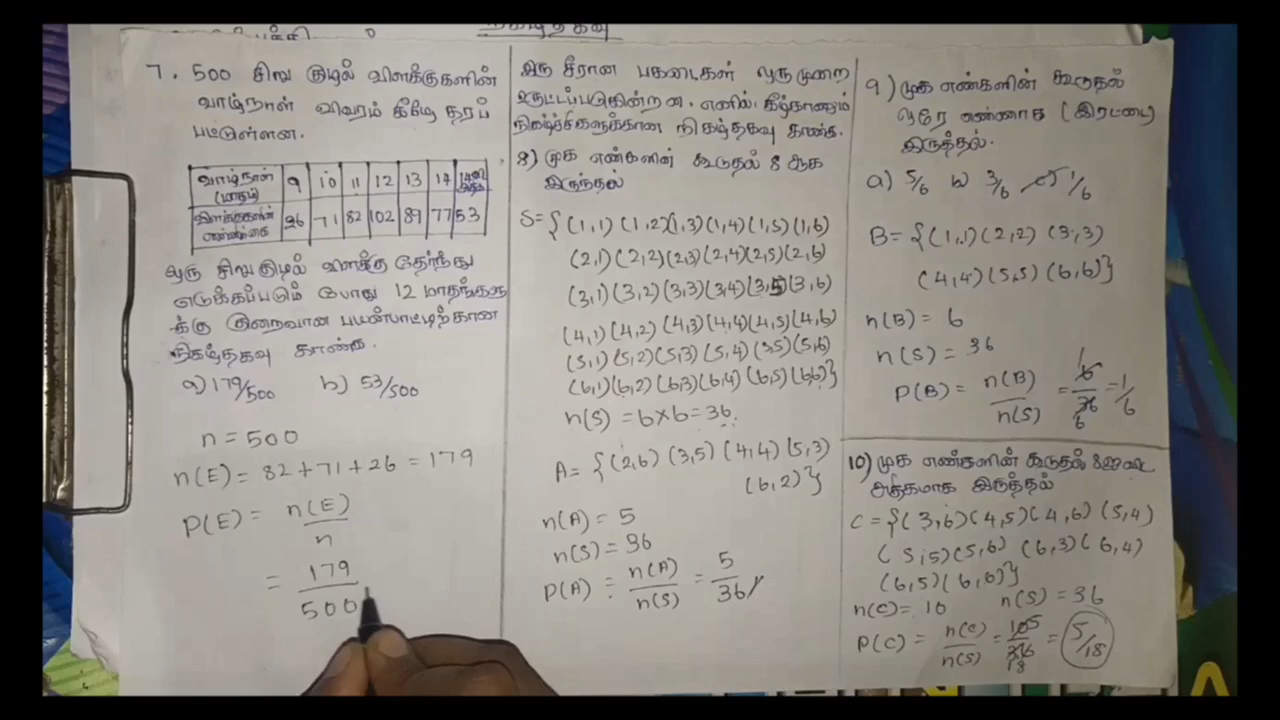 நிகழ்தகவு
7. 500 சிறு குழல் விளக்குகளின்
வாழ்நாள் விவரம் கீழே தரப்
பட்டுள்ளன.
வாழ்நாள் (மாதம்) 9 10 11 12 13 14
விளக்குகளின் எண்ணிக்கை 26 71 82 102 89 77 53
ஒரு சிறு குழல் விளக்கு தேர்ந்து
எடுக்கப்படும் போது 12 மாதங்களு
க்கு குறைவான பயன்பாட்டிற்கான
நிகழ்தகவு காண்க.
a) 179/500 b) 53/500
n = 500
n(E) = 82 + 71 + 26 = 179
P(E) = n(E)/n
= 179/500
இரு சீரான பகடைகள் ஒரு முறை
உருட்டப்படுகின்றன. எனில் கீழ்காணும்
நிகழ்ச்சிகளுக்கான நிகழ்தகவு காண்க.
8) முக எண்களின் கூடுதல் 8 ஆக
இருந்தல்
S = {(1,1) (1,2) (1,3) (1,4) (1,5) (1,6)
(2,1) (2,2) (2,3) (2,4) (2,5) (2,6)
(3,1) (3,2) (3,3) (3,4) (3,5) (3,6)
(4,1) (4,2) (4,3) (4,4) (4,5) (4,6)
(5,1) (5,2) (5,3) (5,4) (5,5) (5,6)
(6,1) (6,2) (6,3) (6,4) (6,5) (6,6)}
n(S) = 6 x 6 = 36.
A = {(2,6) (3,5) (4,4) (5,3)
(6,2)}
n(A) = 5
n(S) = 36
P(A) = n(A)/n(S) = 5/36
9) முக எண்களின் கூடுதல்
ஒரே எண்ணாக (இரட்டை)
இருத்தல்.
a) 5/6 b) 3/6 c) 1/6
B = {(1,1) (2,2) (3,3)
(4,4) (5,5) (6,6)}
n(B) = 6
n(S) = 36
P(B) = n(B)/n(S) = 6/36 = 1/6
10) முக எண்களின் கூடுதல் 8ஐவிட
அதிகமாக இருத்தல்
C = {(3,6) (4,5) (4,6) (5,4)
(5,5) (5,6) (6,3) (6,4)
(6,5) (6,6)}
n(C) = 10 n(S) = 36
P(C) = n(C)/n(S) = 10/36 = 5/18